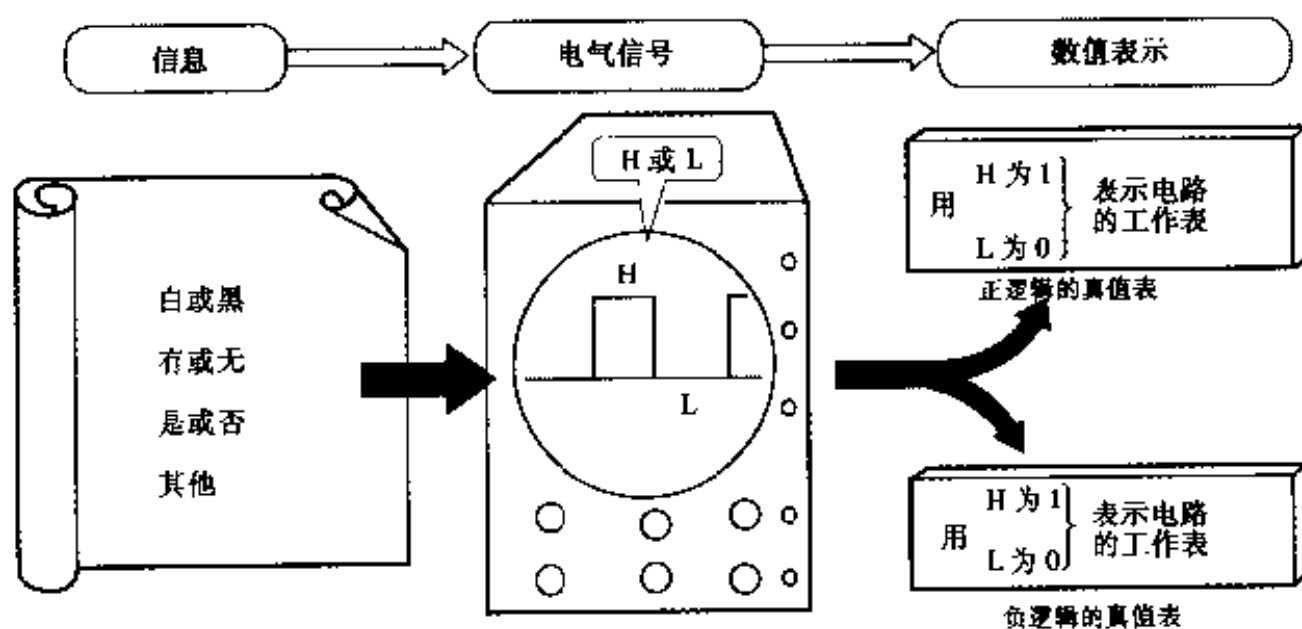 信息
电气信号
数值表示
白或黑
有或无
是或否
其他
H或L
H
L
用
H为1
L为0
表示电路
的工作表
正逻辑的真值表
用
H为1
L为0
表示电路
的工作表
负逻辑的真值表